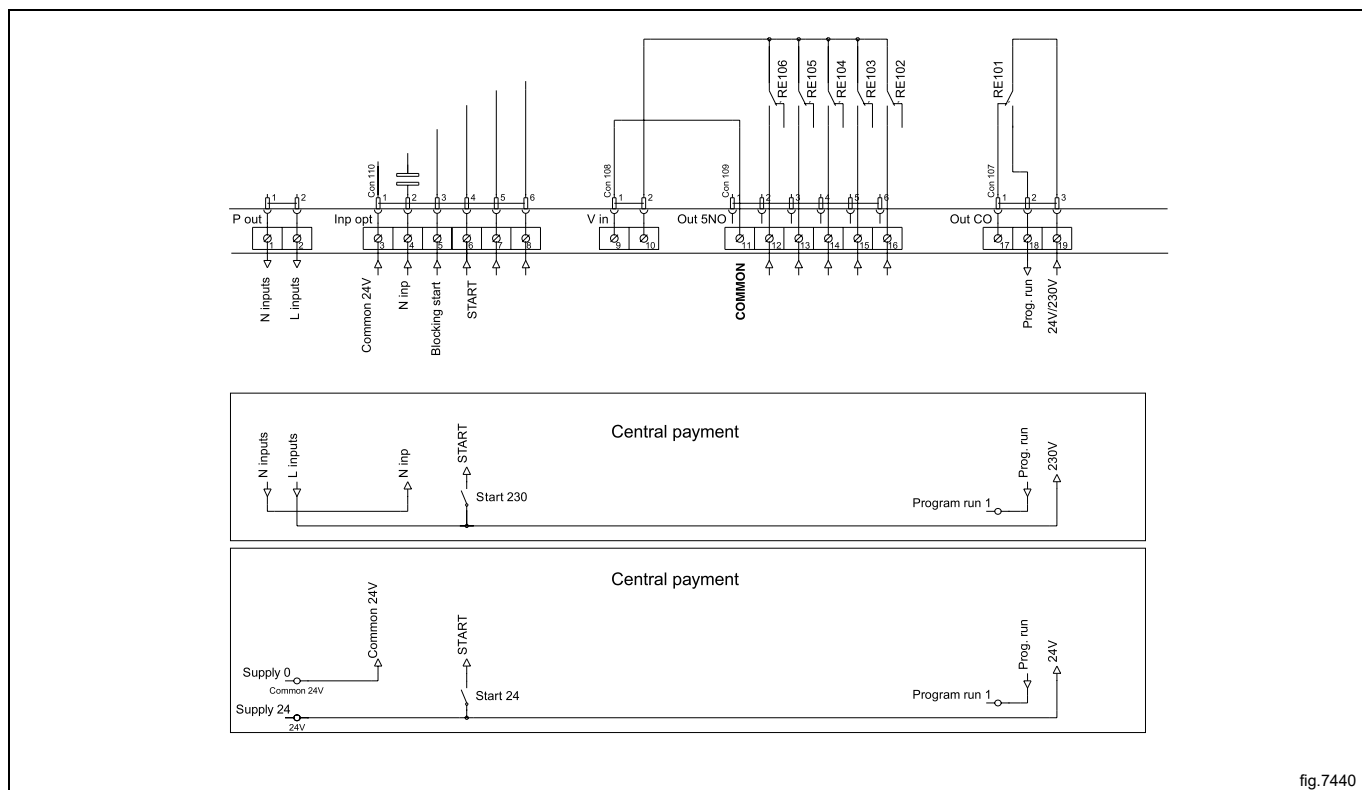 RE106
RE105
RE104
RE103
RE102
RE101
Con 110
Con 108
Con 109
Con 107
1 2
1 2 3 4 5 6
1 2
1 2 3 4 5 6
1 2 3
P out
Inp opt
V in
Out 5NO
Out CO
1 2
3 4 5 6 7 8
9 10
11 12 13 14 15 16
17 18 19
N inputs
L inputs
Common 24V
N inp
Blocking start
START
COMMON
Prog. run
24V/230V
Central payment
N inputs
L inputs
N inp
START
Start 230
Program run 1
Prog. run
230V
Central payment
Common 24V
START
Supply 0
Common 24V
Supply 24
24V
Start 24
Program run 1
Prog. run
24V
fig.7440